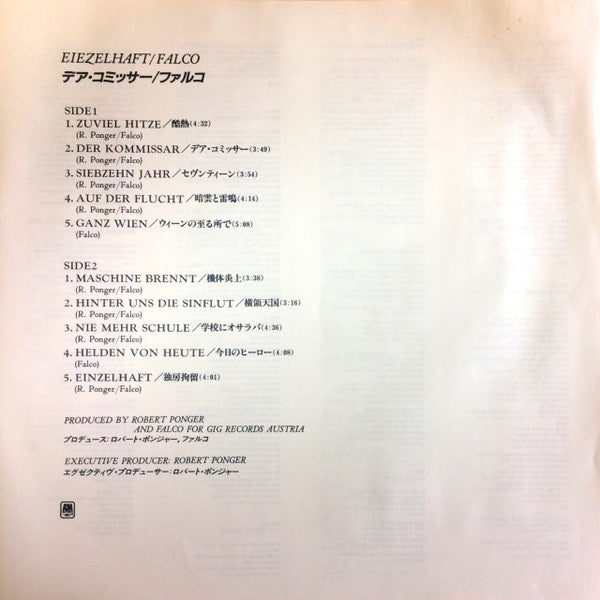 EIEZELHAFT/FALCO
デア・コミッサー/ファルコ
SIDE1
1. ZUVIEL HITZE／酷熱(4:32)
(R. Ponger/Falco)
2. DER KOMMISSAR／デア・コミッサー(3:49)
(R. Ponger/Falco)
3. SIEBZEHN JAHR／セヴンティーン(3:54)
(R. Ponger/Falco)
4. AUF DER FLUCHT／暗雲と雷鳴(4:14)
(R. Ponger/Falco)
5. GANZ WIEN／ウィーンの至る所で(5:08)
(Falco)
SIDE2
1. MASCHINE BRENNT／機体炎上(3:38)
(R. Ponger/Falco)
2. HINTER UNS DIE SINFLUT／横領天国(3:16)
(R. Ponger/Falco)
3. NIE MEHR SCHULE／学校にオサラバ(4:36)
(R. Ponger/Falco)
4. HELDEN VON HEUTE／今日のヒーロー(4:08)
(Falco)
5. EINZELHAFT／独房拘留(4:01)
(R. Ponger/Falco)
PRODUCED BY ROBERT PONGER
AND FALCO FOR GIG RECORDS AUSTRIA
プロデュース: ロバート・ポンジャー, ファルコ
EXECUTIVE PRODUCER: ROBERT PONGER
エグゼクティヴ・プロデューサー: ロバート・ポンジャー
A&M